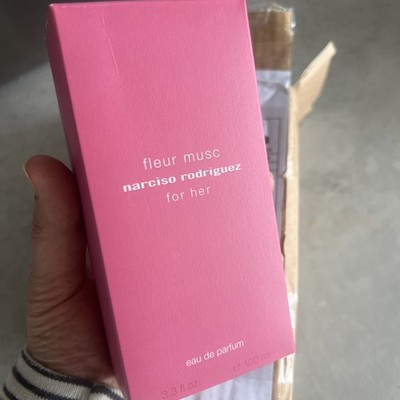 fleur musc
narciso rodriguez
for her
eau de parfum
3.3 fl oz. ℮ 100 ml